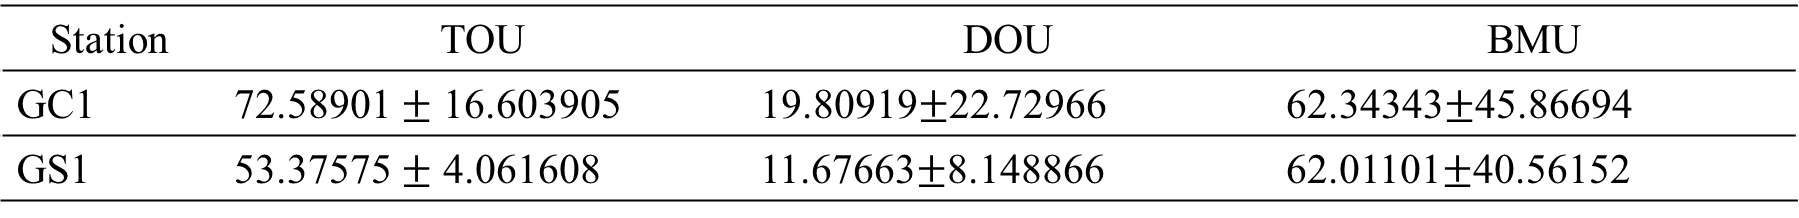 Station TOU DOU BMU
GC1 72.58901 ± 16.603905 19.80919±22.72966 62.34343±45.86694
GS1 53.37575 ± 4.061608 11.67663±8.148866 62.01101±40.56152